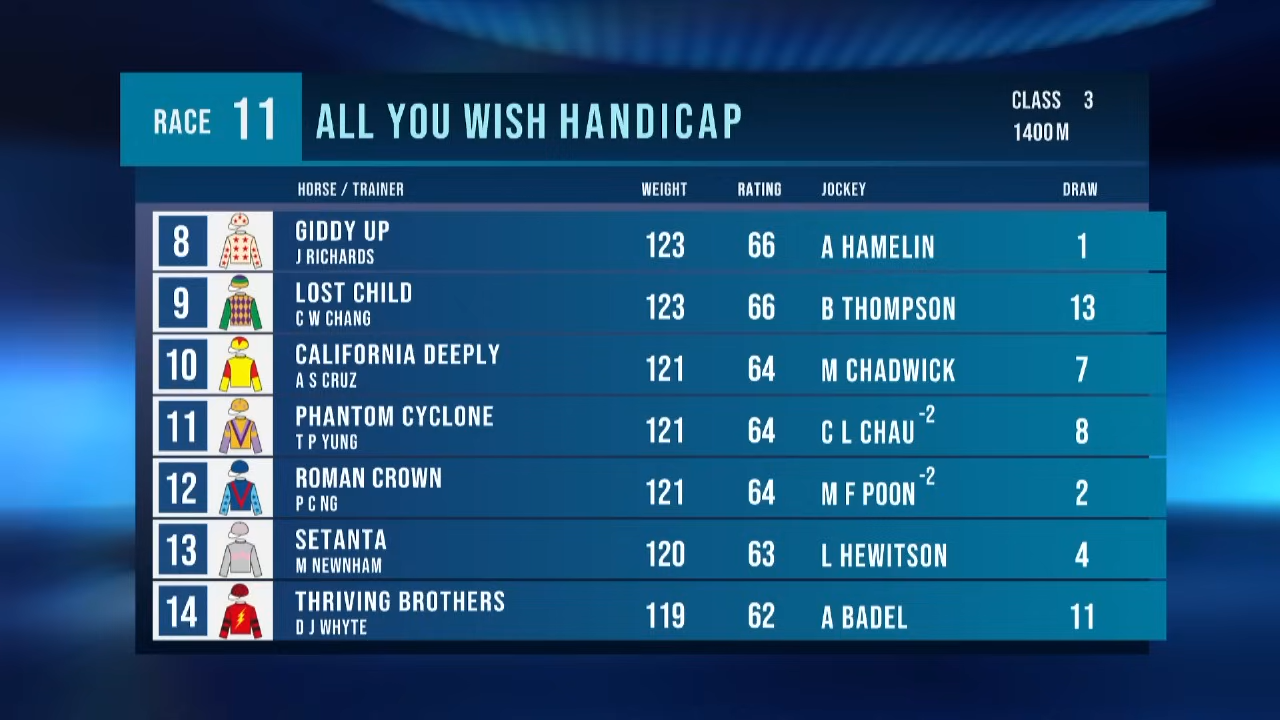 RACE 11 ALL YOU WISH HANDICAP
CLASS 3
1400M
HORSE / TRAINER WEIGHT RATING JOCKEY DRAW
8 GIDDY UP 123 66 A HAMELIN 1
J RICHARDS
9 LOST CHILD 123 66 B THOMPSON 13
C W CHANG
10 CALIFORNIA DEEPLY 121 64 M CHADWICK 7
A S CRUZ
11 PHANTOM CYCLONE 121 64 C L CHAU -2 8
T P YUNG
12 ROMAN CROWN 121 64 M F POON -2 2
P C NG
13 SETANTA 120 63 L HEWITSON 4
M NEWNHAM
14 THRIVING BROTHERS 119 62 A BADEL 11
D J WHYTE